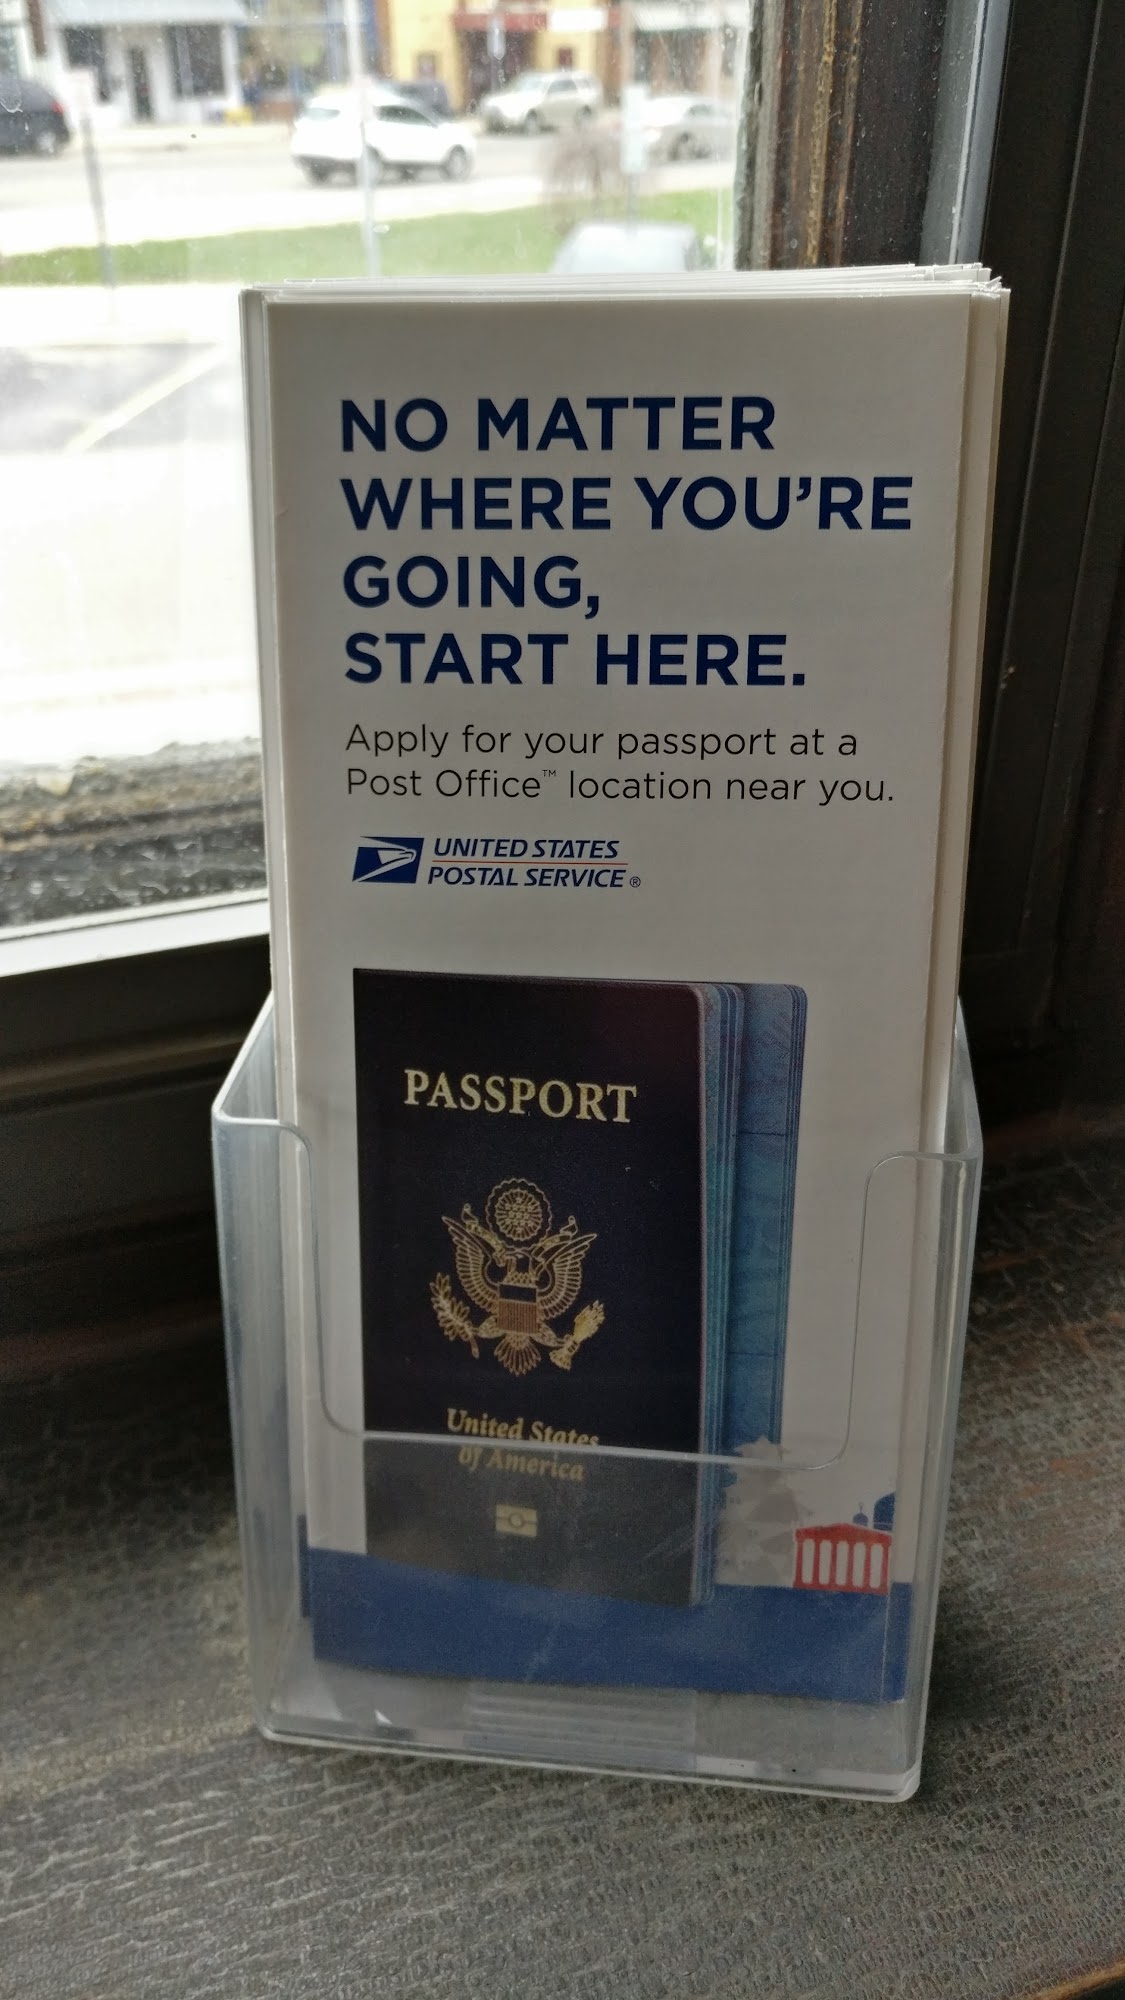 NO MATTER
WHERE YOU'RE
GOING,
START HERE.
Apply for your passport at a
Post Office™ location near you.
UNITED STATES
POSTAL SERVICE®
PASSPORT
United States
of America